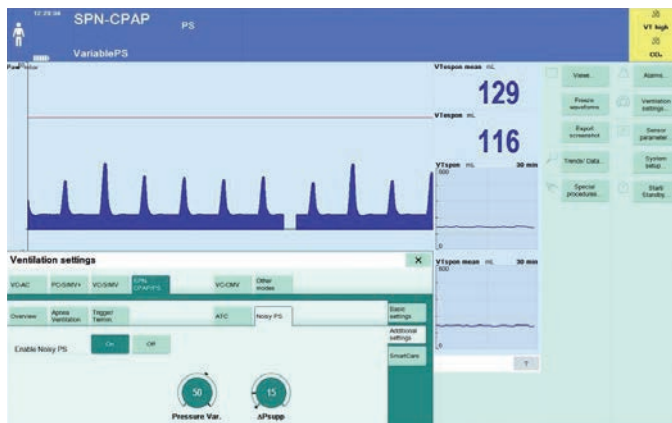 12:29:34
SPN-CPAP
PS
VariablePS
VT high
CO₂
Paw
VTspon mean mL
129
VTspon mL
116
VTspon mL 30 min
600
0
VTspon mean mL 30 min
600
0
Views...
Alarms...
Freeze waveforms
Ventilation settings...
Export screenshot
Sensor parameter...
Trends/ Data...
System setup...
Special procedures...
Start/ Standby...
Ventilation settings
VC-AC
PC-SIMV+
VC-SIMV
SPN
CPAP/PS
VC-CMV
Other
modes
Overview
Apnea
Ventilation
Trigger
Termin.
ATC
Noisy PS
Basic
settings
Additional
settings
SmartCare
Enable Noisy PS
On
Off
50
Pressure Var.
15
ΔPsupp